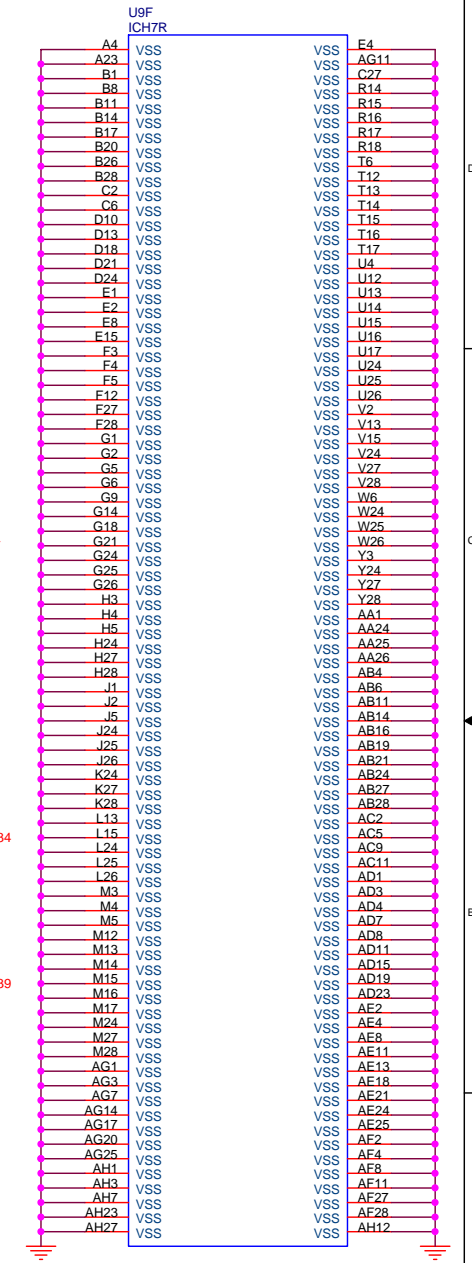 U9F
ICH7R
A4 VSS VSS E4
A23 VSS VSS AG11
B1 VSS VSS C27
B8 VSS VSS R14
B11 VSS VSS R15
B14 VSS VSS R16
B17 VSS VSS R17
B20 VSS VSS R18
B26 VSS VSS T6
B28 VSS VSS T12
C2 VSS VSS T13
C6 VSS VSS T14
D10 VSS VSS T15
D13 VSS VSS T16
D18 VSS VSS T17
D21 VSS VSS U4
D24 VSS VSS U12
E1 VSS VSS U13
E2 VSS VSS U14
E8 VSS VSS U15
E15 VSS VSS U16
F3 VSS VSS U17
F4 VSS VSS U24
F5 VSS VSS U25
F12 VSS VSS U26
F27 VSS VSS V2
F28 VSS VSS V13
G1 VSS VSS V15
G2 VSS VSS V24
G5 VSS VSS V27
G6 VSS VSS V28
G9 VSS VSS W6
G14 VSS VSS W24
G18 VSS VSS W25
G21 VSS VSS W26
G24 VSS VSS Y3
G25 VSS VSS Y24
G26 VSS VSS Y27
H3 VSS VSS Y28
H4 VSS VSS AA1
H5 VSS VSS AA24
H24 VSS VSS AA25
H27 VSS VSS AA26
H28 VSS VSS AB4
J1 VSS VSS AB6
J2 VSS VSS AB11
J5 VSS VSS AB14
J24 VSS VSS AB16
J25 VSS VSS AB19
J26 VSS VSS AB21
K24 VSS VSS AB24
K27 VSS VSS AB27
K28 VSS VSS AB28
L13 VSS VSS AC2
L15 VSS VSS AC5
L24 VSS VSS AC9
L25 VSS VSS AC11
L26 VSS VSS AD1
M3 VSS VSS AD3
M4 VSS VSS AD4
M5 VSS VSS AD7
M12 VSS VSS AD8
M13 VSS VSS AD11
M14 VSS VSS AD15
M15 VSS VSS AD19
M16 VSS VSS AD23
M17 VSS VSS AE2
M24 VSS VSS AE4
M27 VSS VSS AE8
M28 VSS VSS AE11
AG1 VSS VSS AE13
AG3 VSS VSS AE18
AG7 VSS VSS AE21
AG14 VSS VSS AE24
AG17 VSS VSS AE25
AG20 VSS VSS AF2
AG25 VSS VSS AF4
AH1 VSS VSS AF8
AH3 VSS VSS AF11
AH7 VSS VSS AF27
AH23 VSS VSS AF28
AH27 VSS VSS AH12